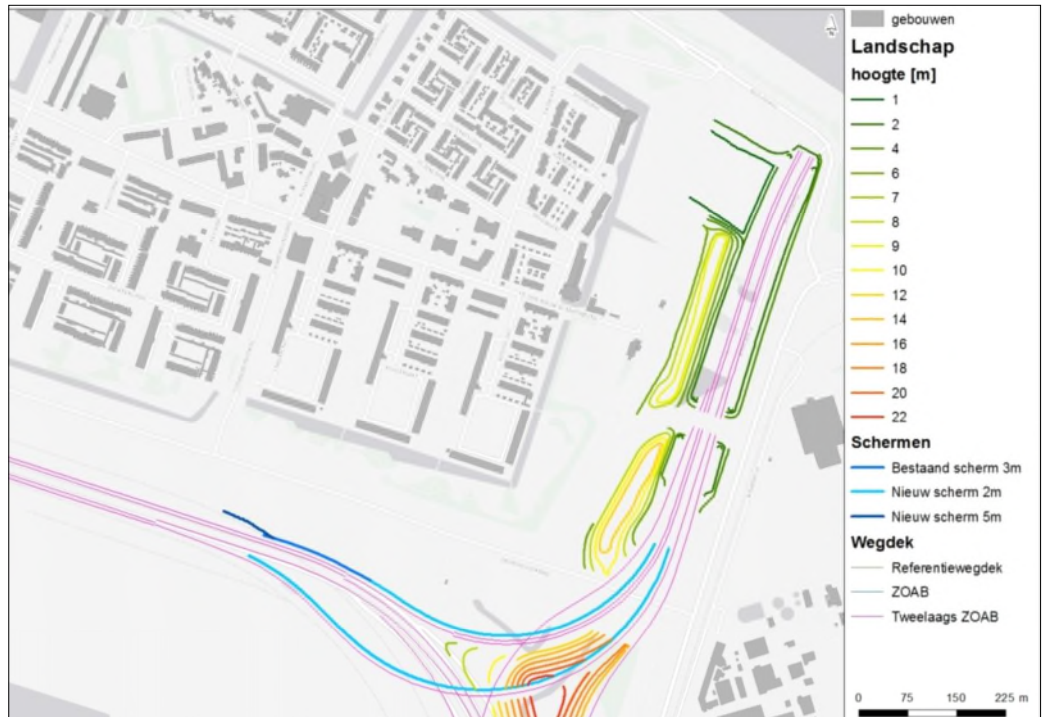 gebouwen
Landschap
hoogte [m]
1
2
4
6
7
8
9
10
12
14
16
18
20
22
Schermen
Bestaand scherm 3m
Nieuw scherm 2m
Nieuw scherm 5m
Wegdek
Referentiewegdek
ZOAB
Tweelaags ZOAB
0 75 150 225 m